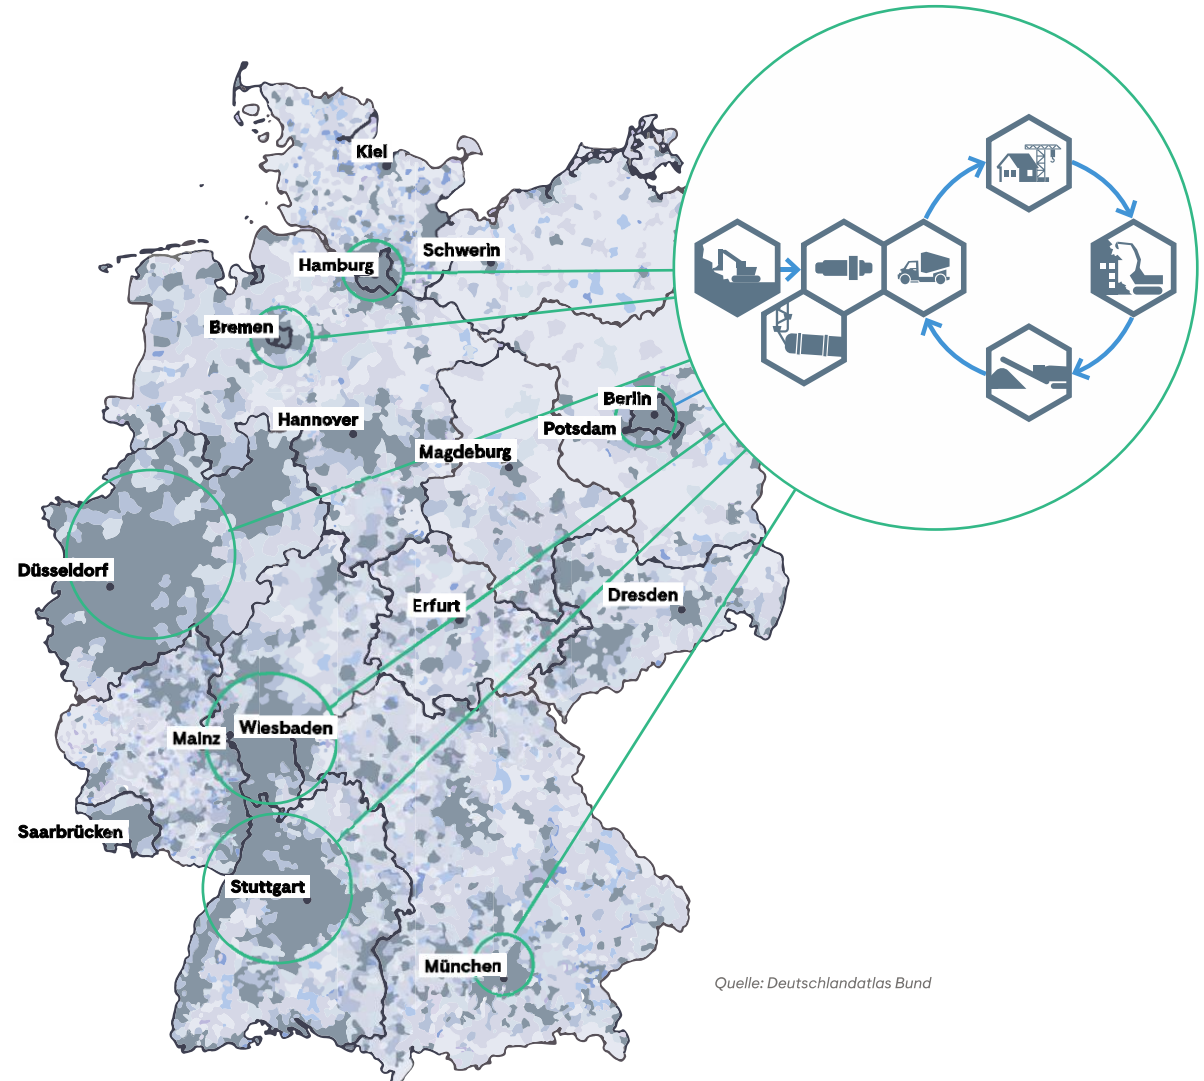 Kiel
Schwerin
Hamburg
Bremen
Berlin
Hannover
Potsdam
Magdeburg
Düsseldorf
Dresden
Erfurt
Wiesbaden
Mainz
Saarbrücken
Stuttgart
München
Quelle: Deutschlandatlas Bund